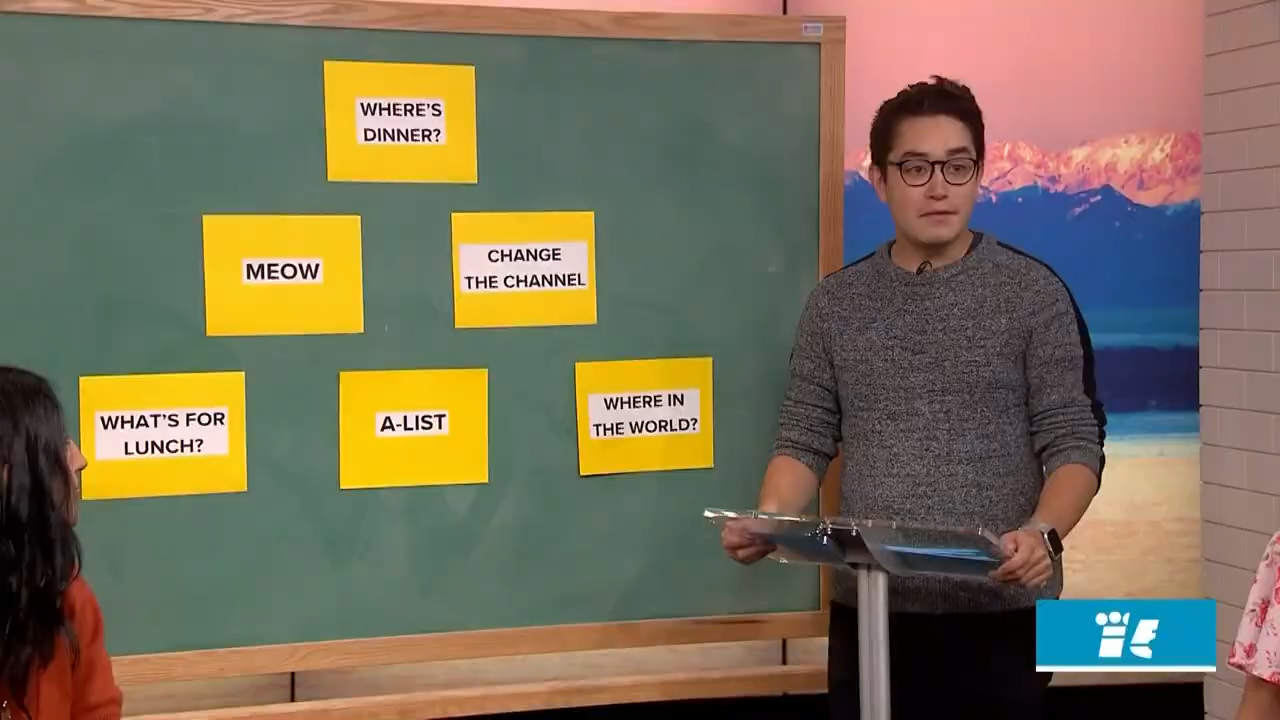 WHERE'S
DINNER?
MEOW
CHANGE
THE CHANNEL
WHAT'S FOR
LUNCH?
A-LIST
WHERE IN
THE WORLD?